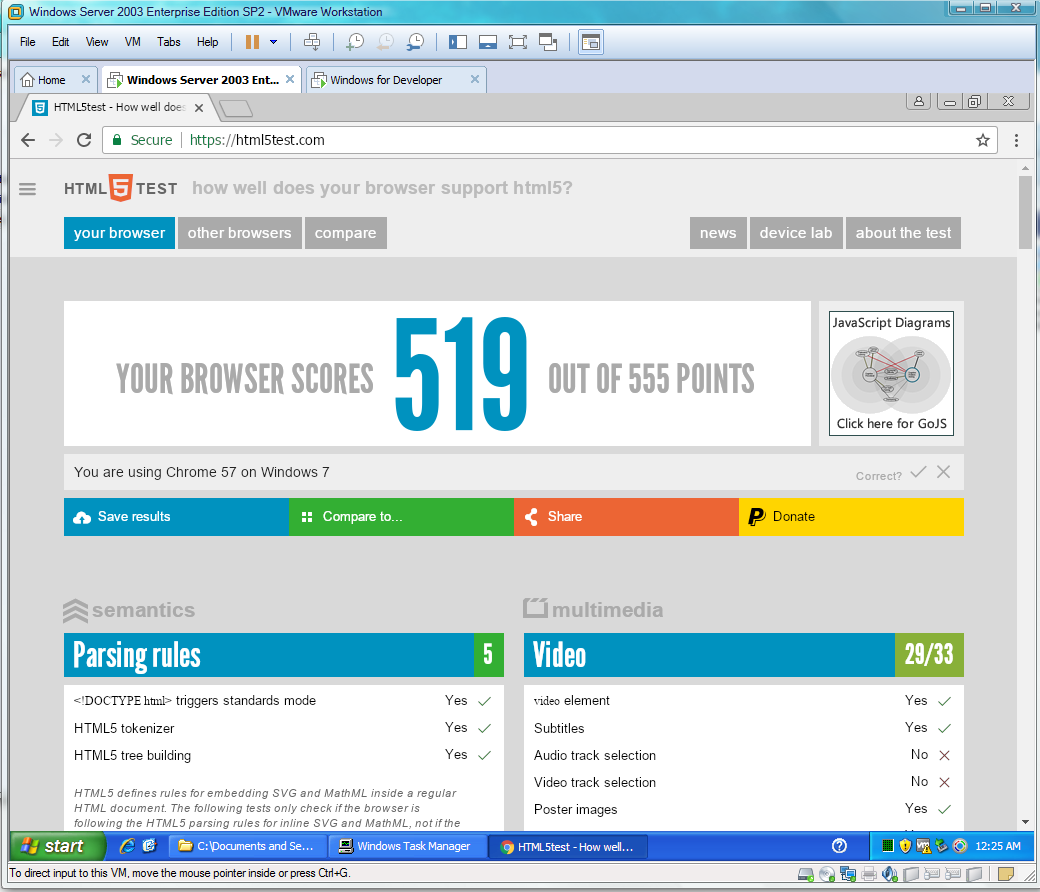 Windows Server 2003 Enterprise Edition SP2 - VMware Workstation
File Edit View VM Tabs Help
Home Windows Server 2003 Ent... Windows for Developer
HTML5test - How well does
Secure https://html5test.com
HTML 5 TEST how well does your browser support html5?
your browser other browsers compare news device lab about the test
YOUR BROWSER SCORES 519 OUT OF 555 POINTS
JavaScript Diagrams
Click here for GoJS
You are using Chrome 57 on Windows 7 Correct?
Save results Compare to... Share Donate
semantics multimedia
Parsing rules 5 Video 29/33
<!DOCTYPE html> triggers standards mode Yes video element Yes
HTML5 tokenizer Yes Subtitles Yes
HTML5 tree building Yes Audio track selection No
Video track selection No
HTML5 defines rules for embedding SVG and MathML inside a regular
HTML document. The following tests only check if the browser is
Poster images Yes
following the HTML5 parsing rules for inline SVG and MathML, not if the
start C:\Documents and Se... Windows Task Manager HTML5test - How well... 12:25 AM
To direct input to this VM, move the mouse pointer inside or press Ctrl+G.